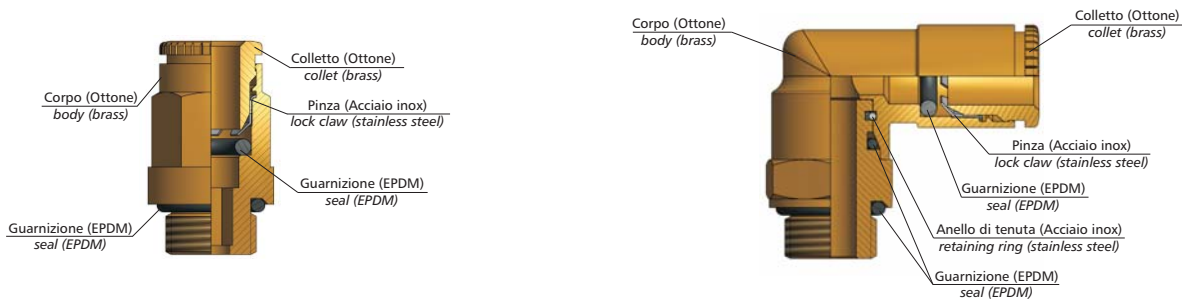 Colletto (Ottone)
collet (brass)
Corpo (Ottone)
body (brass)
Pinza (Acciaio inox)
lock claw (stainless steel)
Guarnizione (EPDM)
seal (EPDM)
Guarnizione (EPDM)
seal (EPDM)
Corpo (Ottone)
body (brass)
Colletto (Ottone)
collet (brass)
Pinza (Acciaio inox)
lock claw (stainless steel)
Guarnizione (EPDM)
seal (EPDM)
Anello di tenuta (Acciaio inox)
retaining ring (stainless steel)
Guarnizione (EPDM)
seal (EPDM)